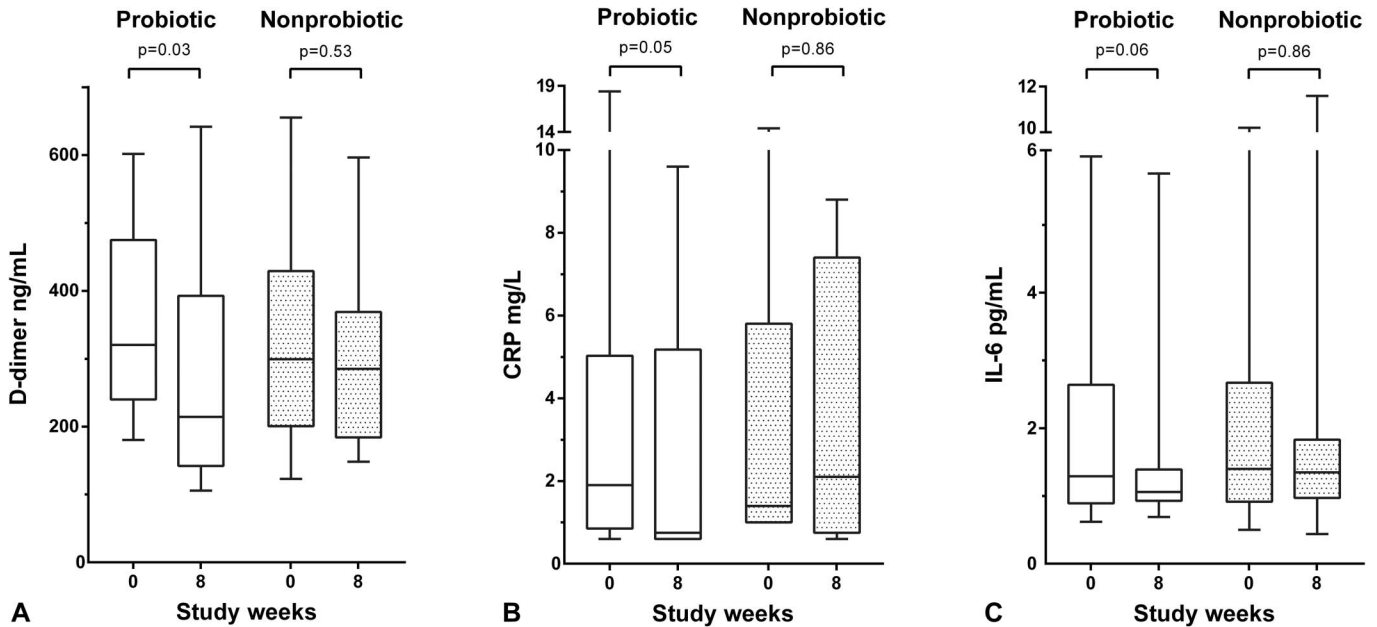 Probiotic Nonprobiotic
p=0.03 p=0.53
600
400
200
0
D-dimer ng/mL
0 8 0 8
A Study weeks
Probiotic Nonprobiotic
p=0.05 p=0.86
19
14
10
8
6
4
2
0
CRP mg/L
0 8 0 8
B Study weeks
Probiotic Nonprobiotic
p=0.06 p=0.86
12
10
6
4
2
0
IL-6 pg/mL
0 8 0 8
C Study weeks